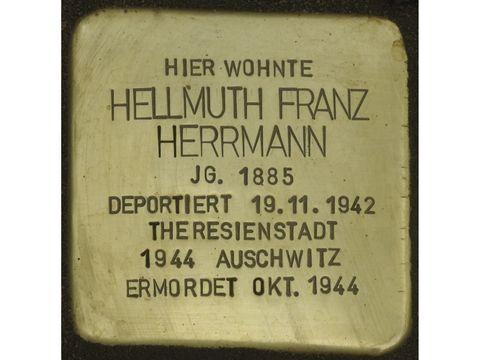 HIER WOHNTE
HELLMUTH FRANZ
HERRMANN
JG. 1885
DEPORTIERT 19.11.1942
THERESIENSTADT
1944 AUSCHWITZ
ERMORDET OKT. 1944